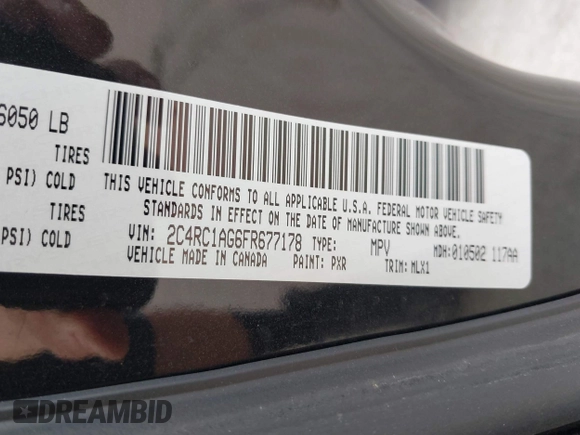 6050 LB
TIRES
PSI) COLD
TIRES
PSI) COLD
THIS VEHICLE CONFORMS TO ALL APPLICABLE U.S.A. FEDERAL MOTOR VEHICLE SAFETY
STANDARDS IN EFFECT ON THE DATE OF MANUFACTURE SHOWN ABOVE.
VIN: 2C4RC1AG6FR677178 TYPE: MPV MDH:010502 117AA
VEHICLE MADE IN CANADA PAINT: PXR TRIM: MLX1
DREAMBID